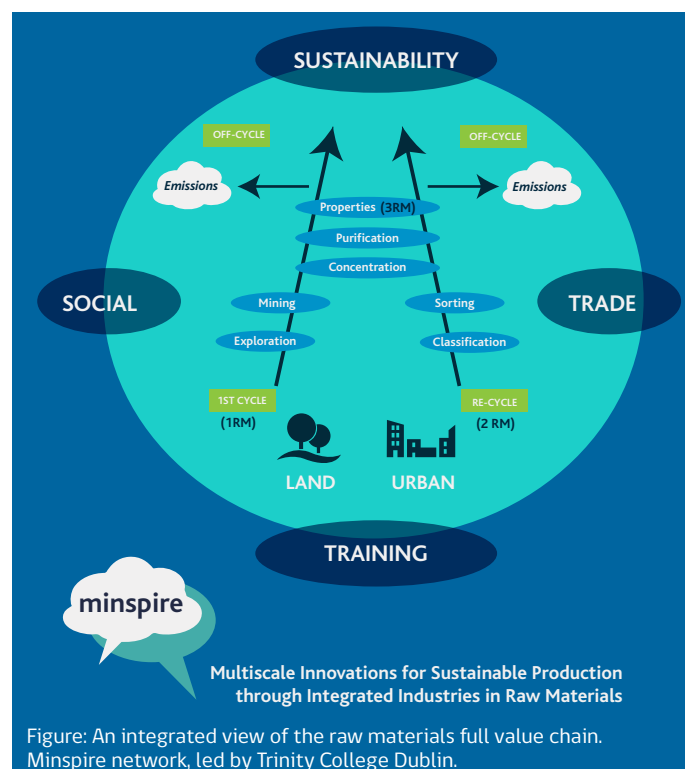 SUSTAINABILITY
OFF-CYCLE
OFF-CYCLE
Emissions
Emissions
Properties (3RM)
Purification
Concentration
SOCIAL
Mining
Sorting
TRADE
Exploration
Classification
1ST CYCLE
(1RM)
RE-CYCLE
(2 RM)
LAND
URBAN
TRAINING
minspire
Multiscale Innovations for Sustainable Production
through Integrated Industries in Raw Materials
Figure: An integrated view of the raw materials full value chain.
Minspire network, led by Trinity College Dublin.